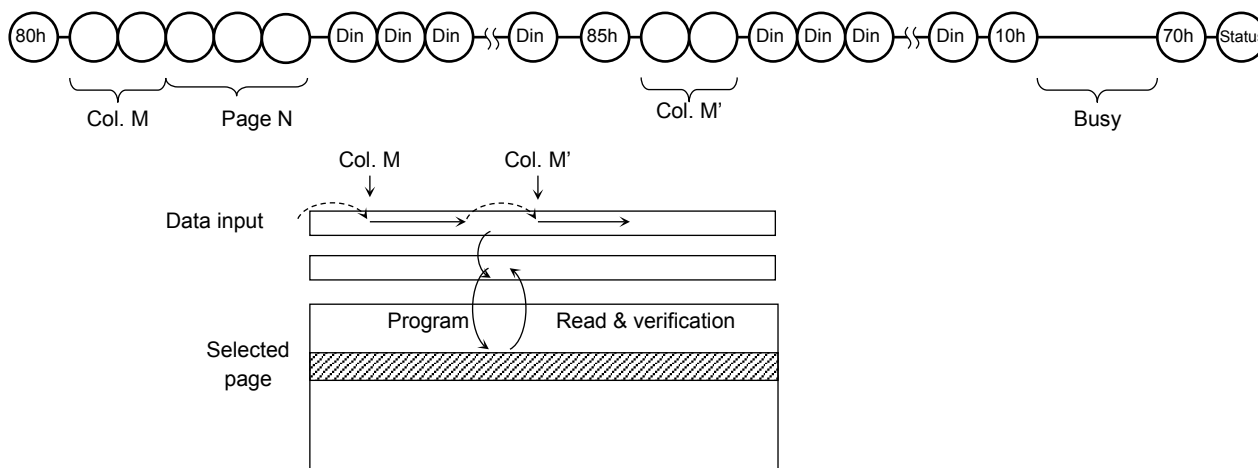 80h Din Din Din Din 85h Din Din Din Din 10h 70h Status
Col. M Page N Col. M’ Busy
Col. M Col. M’
Data input
Program Read & verification
Selected
page